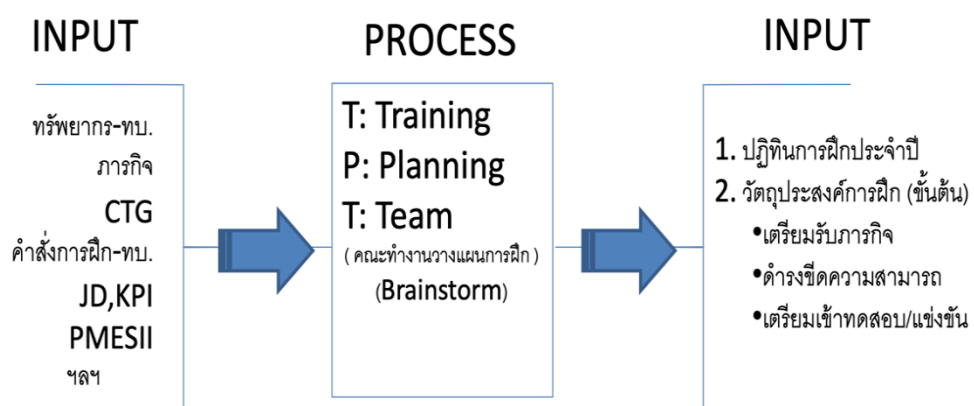 INPUT
ทรัพยากร-ทบ.
ภารกิจ
CTG
คำสั่งการฝึก-ทบ.
JD,KPI
PMESII
ฯลฯ
PROCESS
T: Training
P: Planning
T: Team
(คณะทำงานวางแผนการฝึก)
(Brainstorm)
INPUT
1. ปฏิทินการฝึกประจำปี
2. วัตถุประสงค์การฝึก (ขั้นต้น)
•เตรียมรับภารกิจ
•ดำรงขีดความสามารถ
•เตรียมเข้าทดสอบ/แข่งขัน